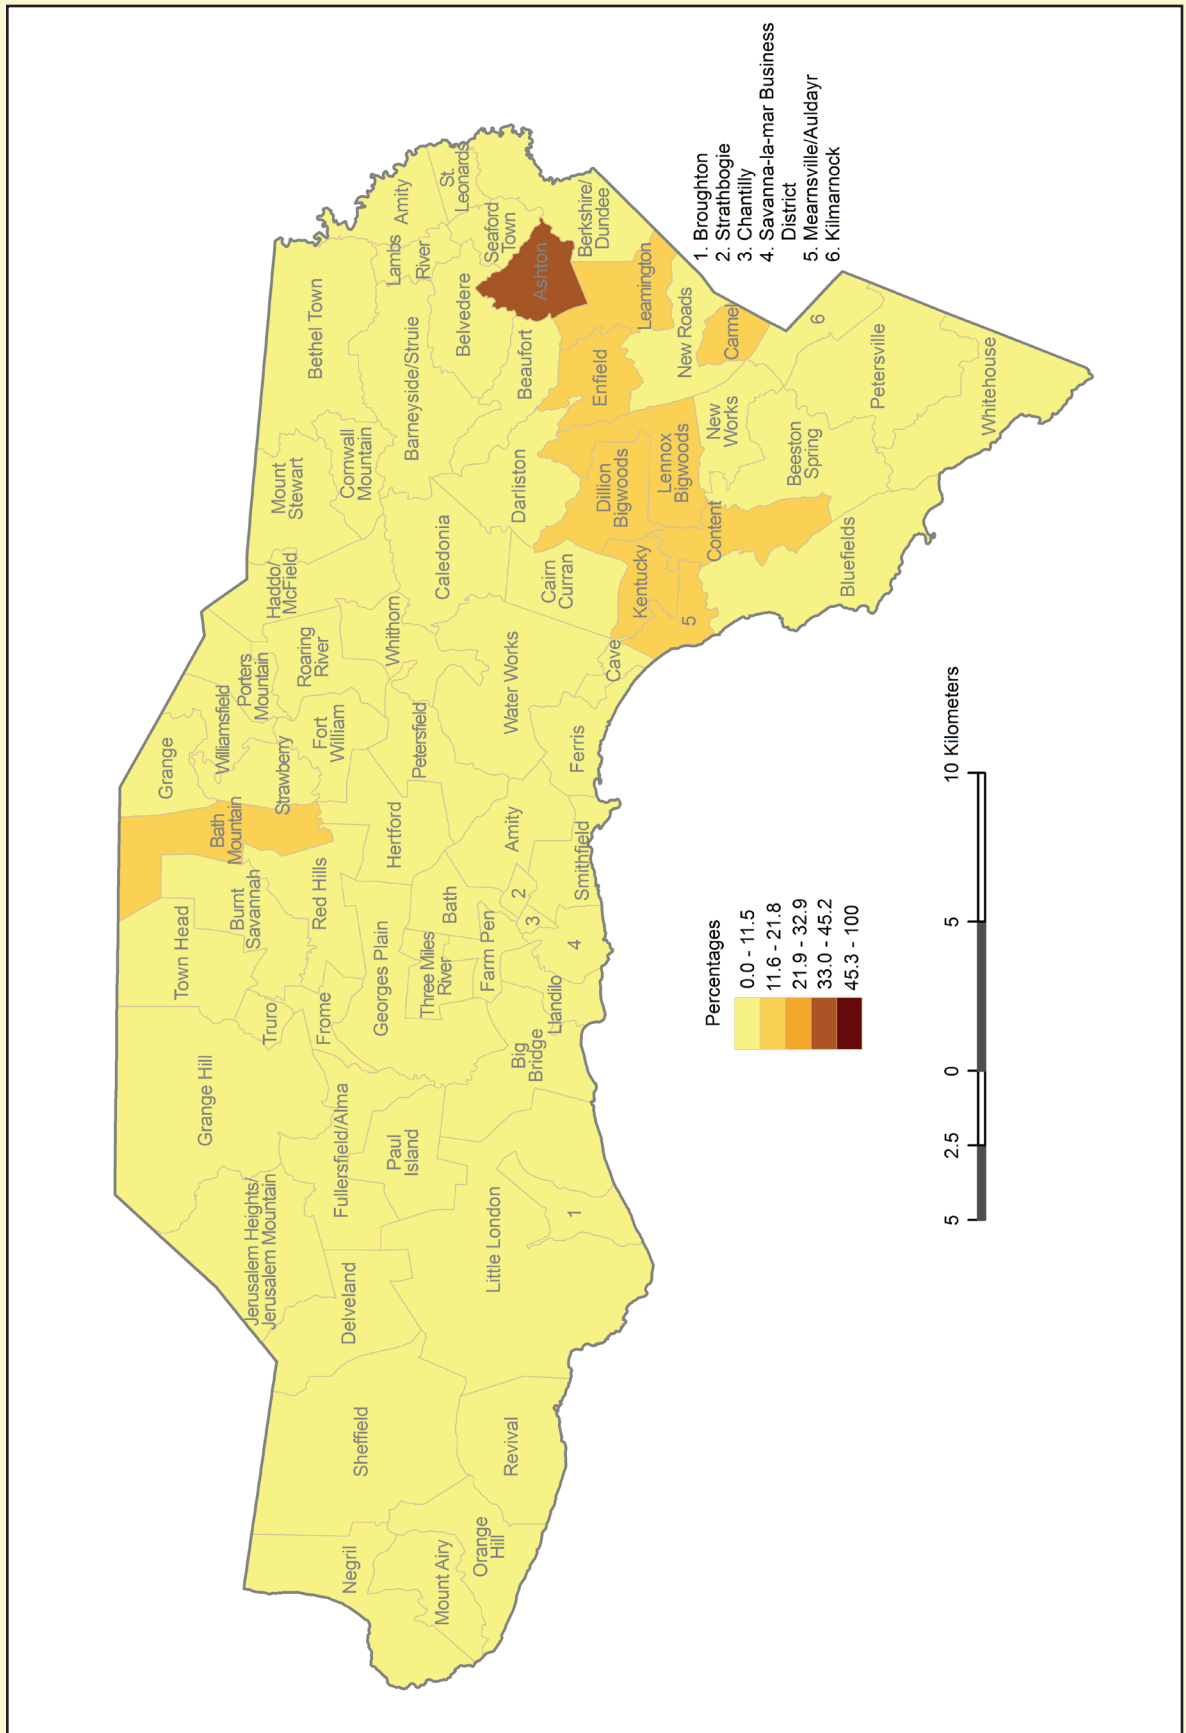 Negril
Mount Airy
Orange
Hill
Sheffield
Revival
Jerusalem Heights/
Jerusalem Mountain
Delveland
Little London
1
Grange Hill
Fullersfield/Alma
Paul
Island
Big
Bridge
Llandilo
Truro
Frome
Georges Plain
Three Miles
River
Farm Pen
Bath
Town Head
Burnt
Savannah
Red Hills
2
3
4
Bath
Mountain
Strawberry
Hertford
Amity
Smithfield
Grange
Williamsfield
Porters
Mountain
Fort
William
Roaring
River
Petersfield
Whithorn
Water Works
Ferris
Cave
Haddo/
McField
Mount
Stewart
Cornwall
Mountain
Caledonia
Cairn
Curran
Darliston
Bethel Town
Barneyside/Struie
Belvedere
Beaufort
Lambs
River
Amity
St.
Leonards
Seaford
Town
Ashton
Berkshire/
Dundee
Leamington
Enfield
New Roads
Carmel
Dillion
Bigwoods
Lennox
Bigwoods
Kentucky
5
Content
New
Works
Beeston
Spring
Bluefields
6
Petersville
Whitehouse
1. Broughton
2. Strathbogie
3. Chantilly
4. Savanna-la-mar Business
District
5. Mearnsville/Auldayr
6. Kilmarnock
Percentages
0.0 - 11.5
11.6 - 21.8
21.9 - 32.9
33.0 - 45.2
45.3 - 100
5 2.5 0 5 10 Kilometers